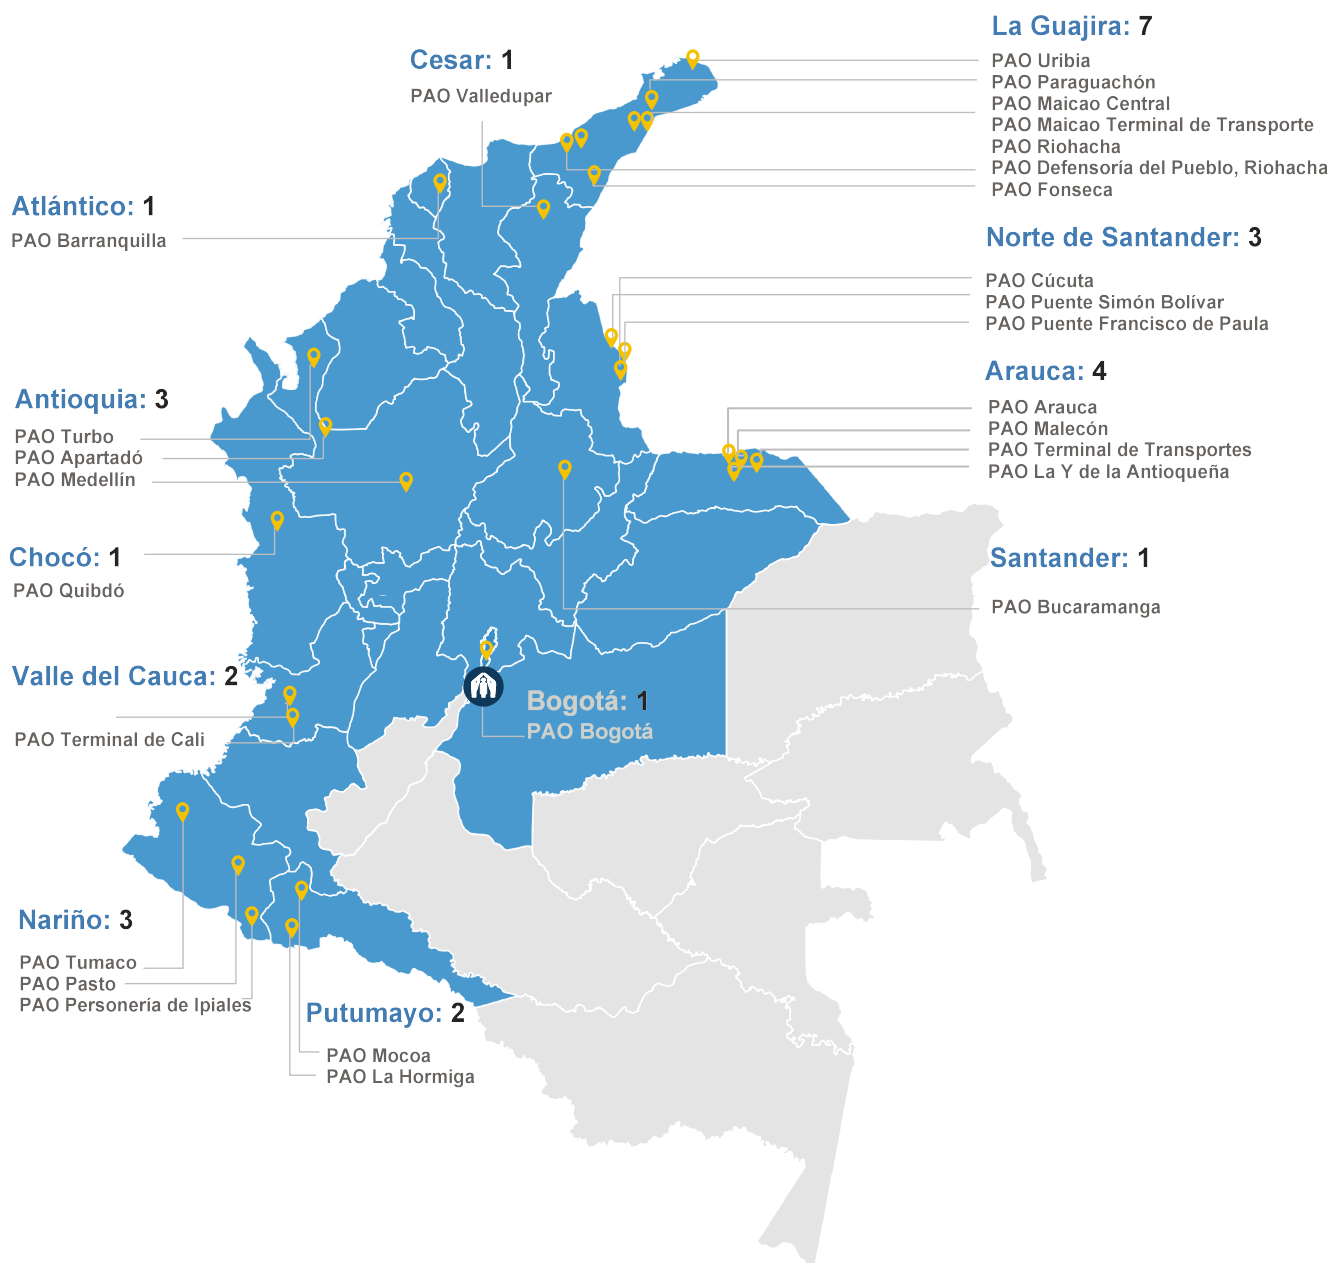 Cesar: 1
PAO Valledupar
La Guajira: 7
PAO Uribia
PAO Paraguachón
PAO Maicao Central
PAO Maicao Terminal de Transporte
PAO Riohacha
PAO Defensoría del Pueblo, Riohacha
PAO Fonseca
Atlántico: 1
PAO Barranquilla
Norte de Santander: 3
PAO Cúcuta
PAO Puente Simón Bolívar
PAO Puente Francisco de Paula
Antioquia: 3
PAO Turbo
PAO Apartadó
PAO Medellín
Arauca: 4
PAO Arauca
PAO Malecón
PAO Terminal de Transportes
PAO La Y de la Antioqueña
Chocó: 1
PAO Quibdó
Santander: 1
PAO Bucaramanga
Valle del Cauca: 2
PAO Terminal de Cali
Bogotá: 1
PAO Bogotá
Nariño: 3
PAO Tumaco
PAO Pasto
PAO Personería de Ipiales
Putumayo: 2
PAO Mocoa
PAO La Hormiga